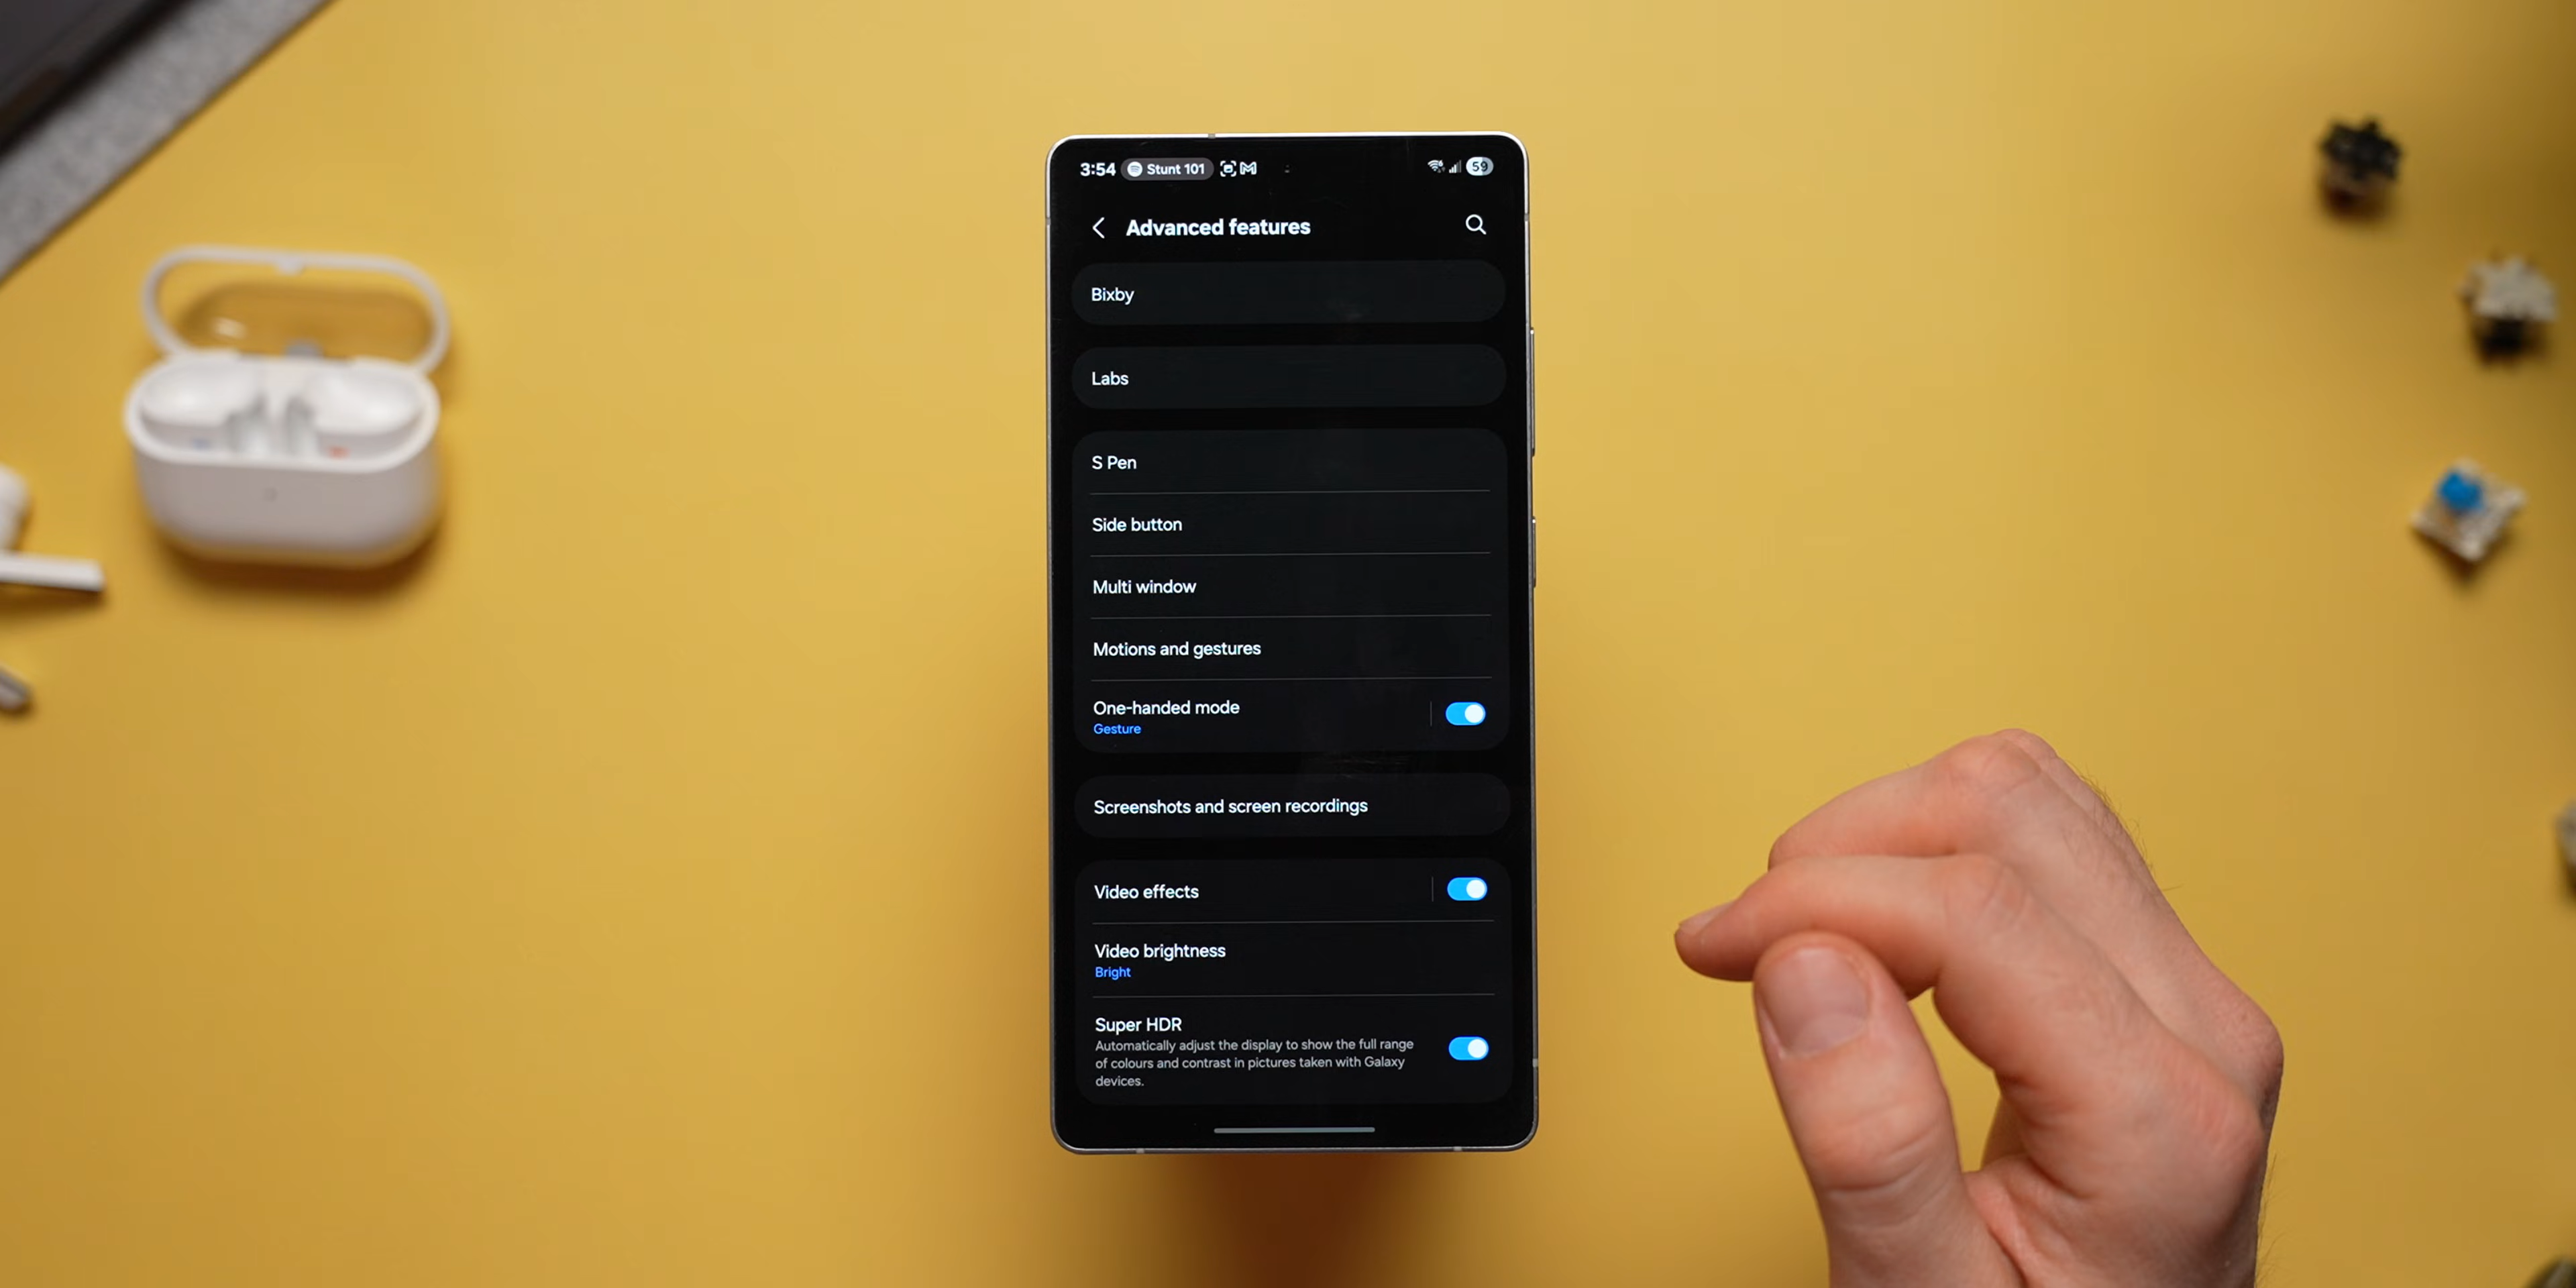 3:54 Stunt 101 59
Advanced features
Bixby
Labs
S Pen
Side button
Multi window
Motions and gestures
One-handed mode
Gesture
Screenshots and screen recordings
Video effects
Video brightness
Bright
Super HDR
Automatically adjust the display to show the full range
of colours and contrast in pictures taken with Galaxy
devices.